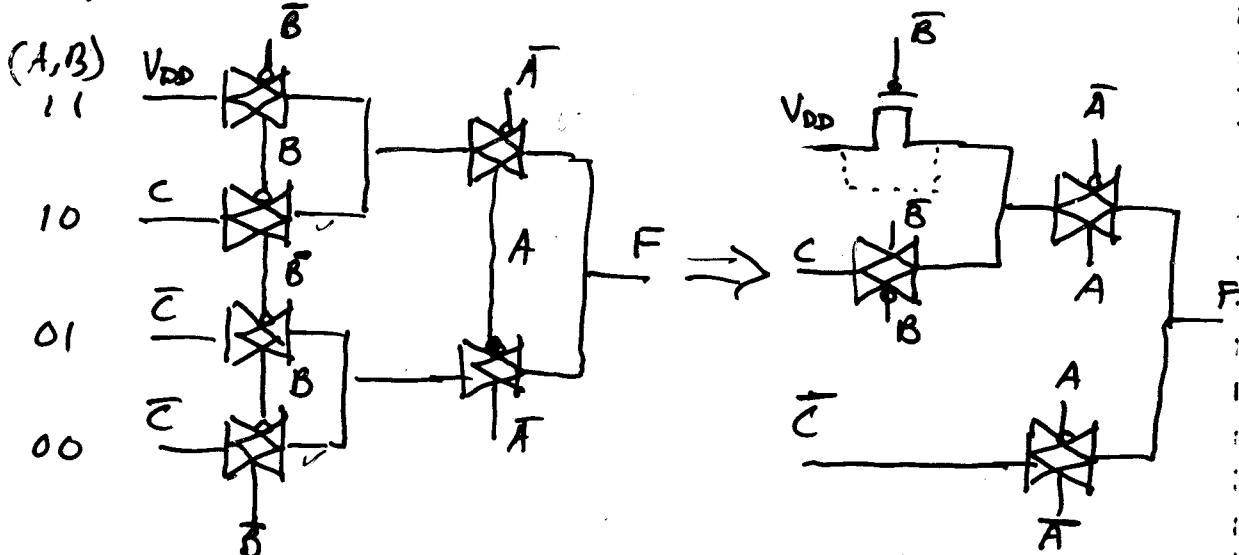 B̅
(A,B) V_DD A̅ B̅
11
V_DD A̅
B
10 C
A F ⇒ C B̅
B̅ A
B F
01 C̅
B
C̅ A
00 C̅ A̅
B̅ A̅